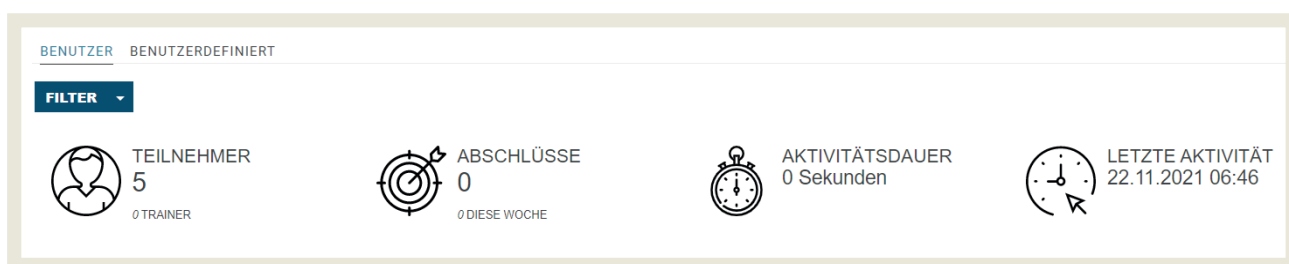 BENUTZER BENUTZERDEFINIERT
FILTER
TEILNEHMER
5
0 TRAINER
ABSCHLÜSSE
0
0 DIESE WOCHE
AKTIVITÄTSDAUER
0 Sekunden
LETZTE AKTIVITÄT
22.11.2021 06:46